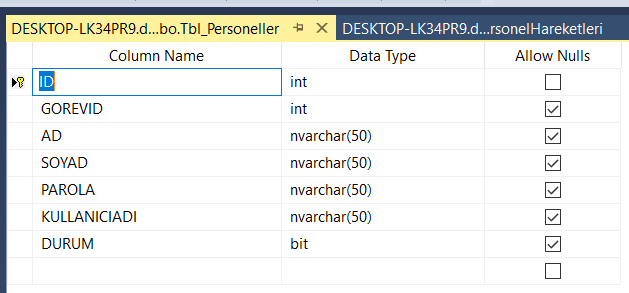 DESKTOP-LK34PR9.d...bo.Tbl_Personeller DESKTOP-LK34PR9.d...rsonelHareketleri
Column Name Data Type Allow Nulls
ID int
GOREVID int
AD nvarchar(50)
SOYAD nvarchar(50)
PAROLA nvarchar(50)
KULLANICIADI nvarchar(50)
DURUM bit